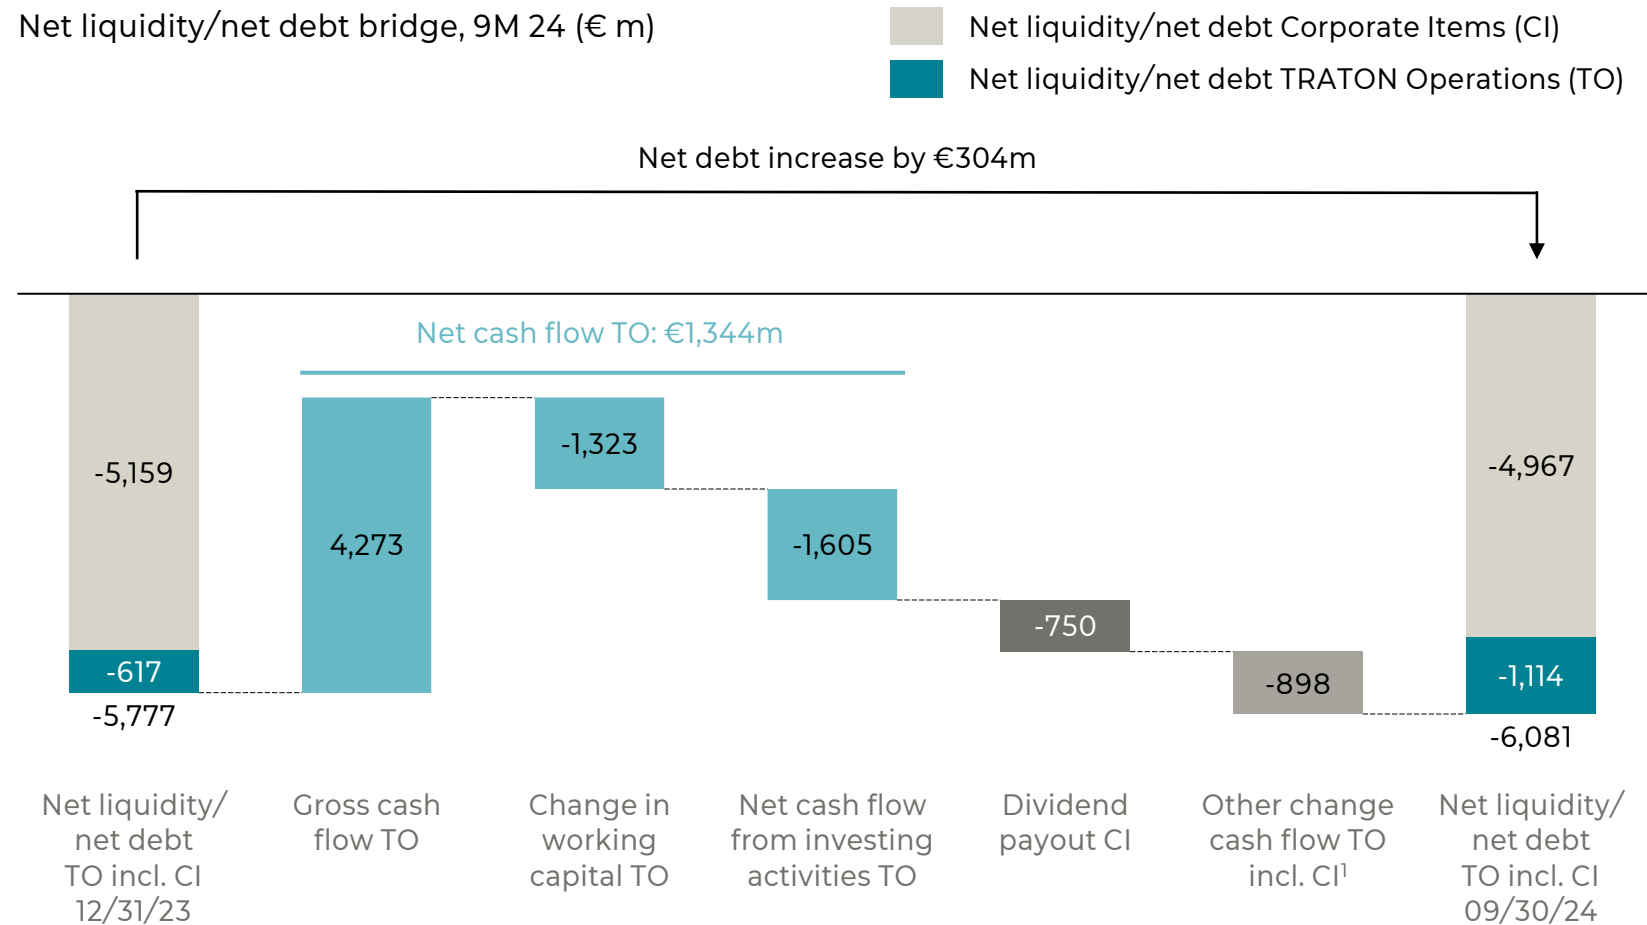 Net liquidity/net debt bridge, 9M 24 (€ m)
Net liquidity/net debt Corporate Items (CI)
Net liquidity/net debt TRATON Operations (TO)
Net debt increase by €304m
Net cash flow TO: €1,344m
-5,159
-617
-5,777
4,273
-1,323
-1,605
-750
-898
-4,967
-1,114
-6,081
Net liquidity/
net debt
TO incl. CI
12/31/23
Gross cash
flow TO
Change in
working
capital TO
Net cash flow
from investing
activities TO
Dividend
payout CI
Other change
cash flow TO
incl. CI¹
Net liquidity/
net debt
TO incl. CI
09/30/24